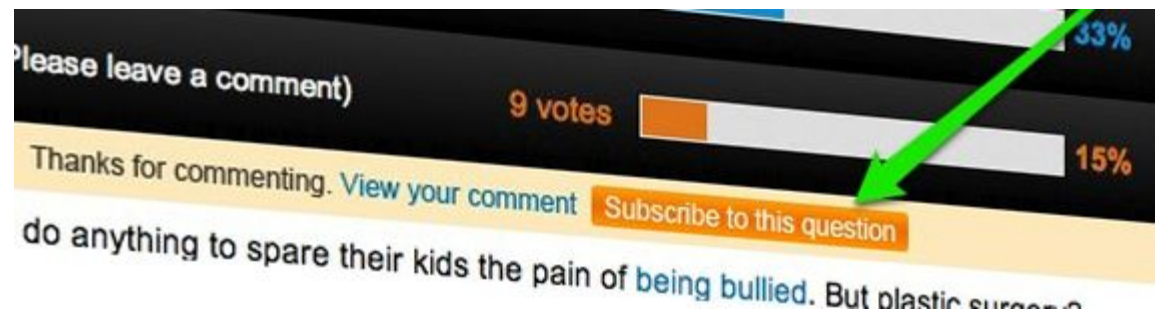 33%
Please leave a comment)
9 votes
15%
Thanks for commenting. View your comment Subscribe to this question
do anything to spare their kids the pain of being bullied. But plastic surgery?